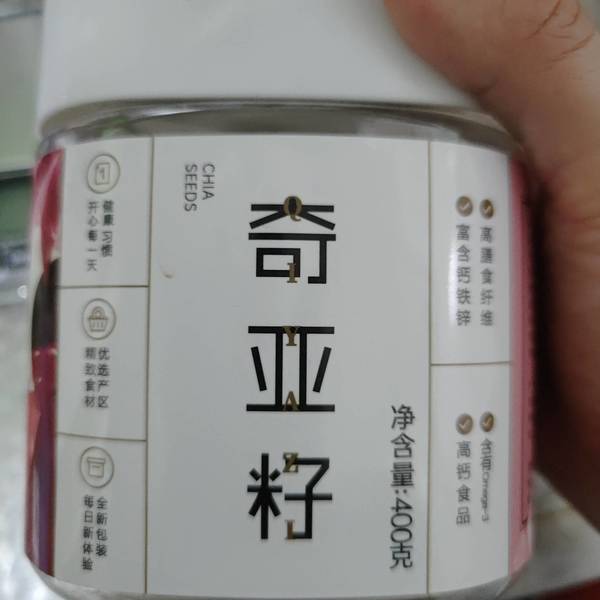 CHIA
SEEDS
奇亚籽
QIYAZI
净含量:400克
健康习惯
开心每一天
优选产区
精致食材
全新包装
每日新体验
高膳食纤维
富含钙铁锌
含有Omega-3
高钙食品